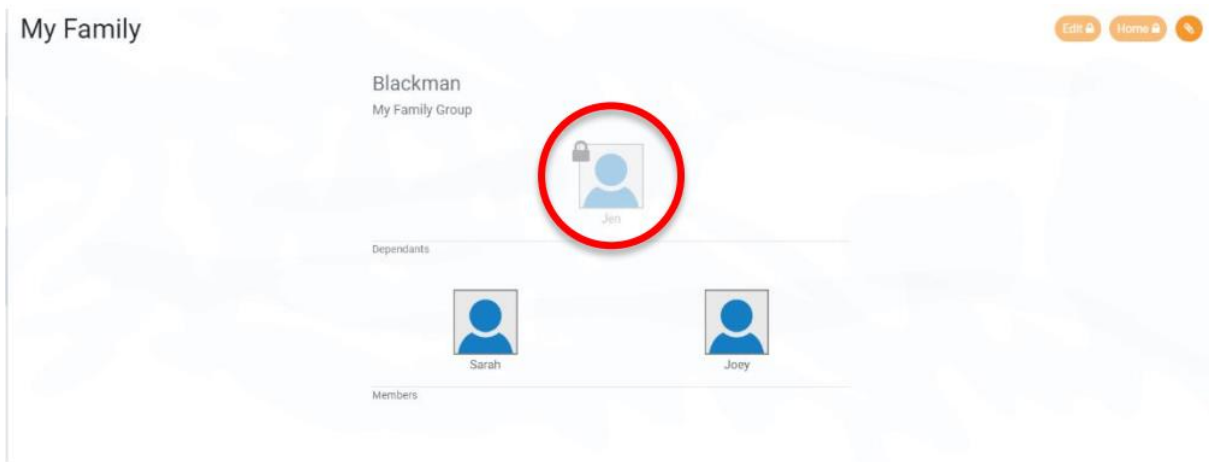 My Family
Edit Home
Blackman
My Family Group
Jen
Dependants
Sarah Joey
Members